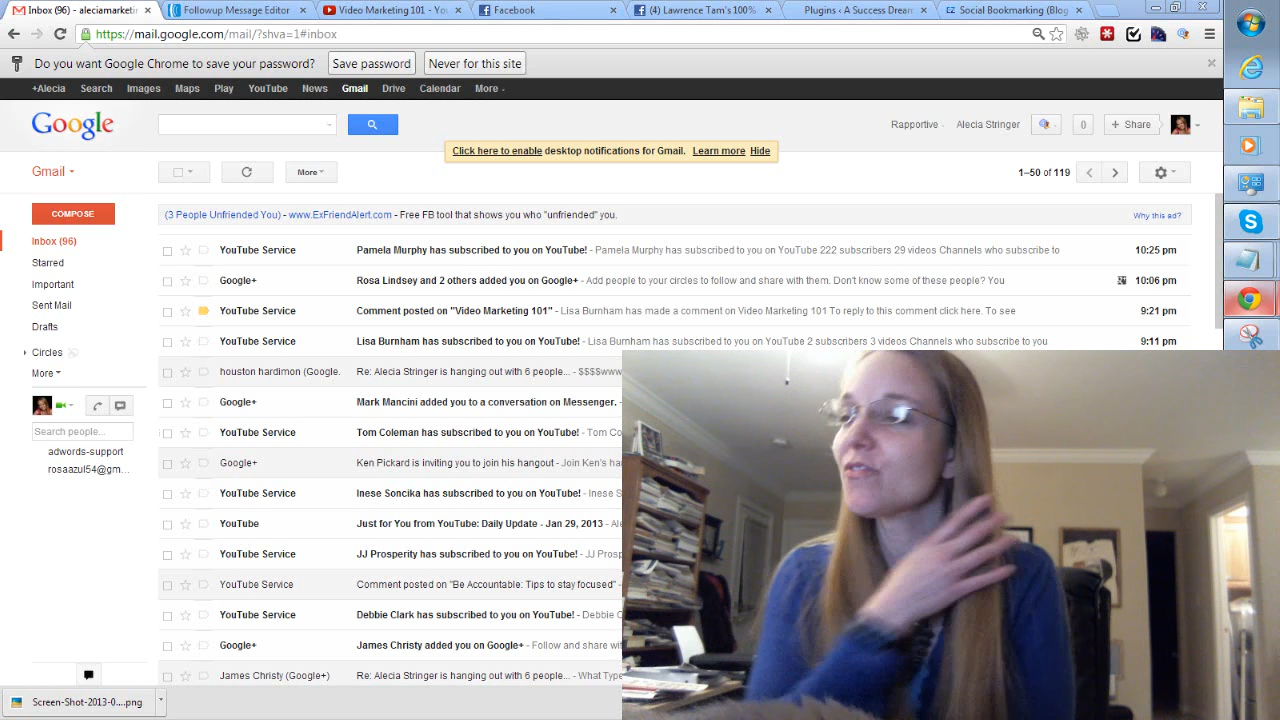 Inbox (96) - aleciamarketi
Followup Message Editor
Video Marketing 101 - You
Facebook
(4) Lawrence Tam's 100%
Plugins ‹ A Success Dream
Social Bookmarking (Blog
https://mail.google.com/mail/?shva=1#inbox
Do you want Google Chrome to save your password? Save password Never for this site
+Alecia Search Images Maps Play YouTube News Gmail Drive Calendar More
Google
Rapportive Alecia Stringer 0 + Share
Click here to enable desktop notifications for Gmail. Learn more Hide
Gmail More 1–50 of 119
COMPOSE
(3 People Unfriended You) - www.ExFriendAlert.com - Free FB tool that shows you who "unfriended" you. Why this ad?
Inbox (96)
Starred
Important
Sent Mail
Drafts
Circles
More
Search people...
adwords-support
rosaazul54@gm...
YouTube Service Pamela Murphy has subscribed to you on YouTube! - Pamela Murphy has subscribed to you on YouTube 222 subscribers 29 videos Channels who subscribe to 10:25 pm
Google+ Rosa Lindsey and 2 others added you on Google+ - Add people to your circles to follow and share with them. Don't know some of these people? You 10:06 pm
YouTube Service Comment posted on "Video Marketing 101" - Lisa Burnham has made a comment on Video Marketing 101 To reply to this comment click here. To see 9:21 pm
YouTube Service Lisa Burnham has subscribed to you on YouTube! - Lisa Burnham has subscribed to you on YouTube 2 subscribers 3 videos Channels who subscribe to you 9:11 pm
houston hardimon (Google. Re: Alecia Stringer is hanging out with 6 people... - $$$$www
Google+ Mark Mancini added you to a conversation on Messenger. -
YouTube Service Tom Coleman has subscribed to you on YouTube! - Tom Co
Google+ Ken Pickard is inviting you to join his hangout - Join Ken's
YouTube Service Inese Soncika has subscribed to you on YouTube! - Inese S
YouTube Just for You from YouTube: Daily Update - Jan 29, 2013 - Ale
YouTube Service JJ Prosperity has subscribed to you on YouTube! - JJ Pros
YouTube Service Comment posted on "Be Accountable: Tips to stay focused"
YouTube Service Debbie Clark has subscribed to you on YouTube! - Debbie C
Google+ James Christy added you on Google+ - Follow and share wit
James Christy (Google+) Re: Alecia Stringer is hanging out with 6 people... - What Type
Screen-Shot-2013-0....png